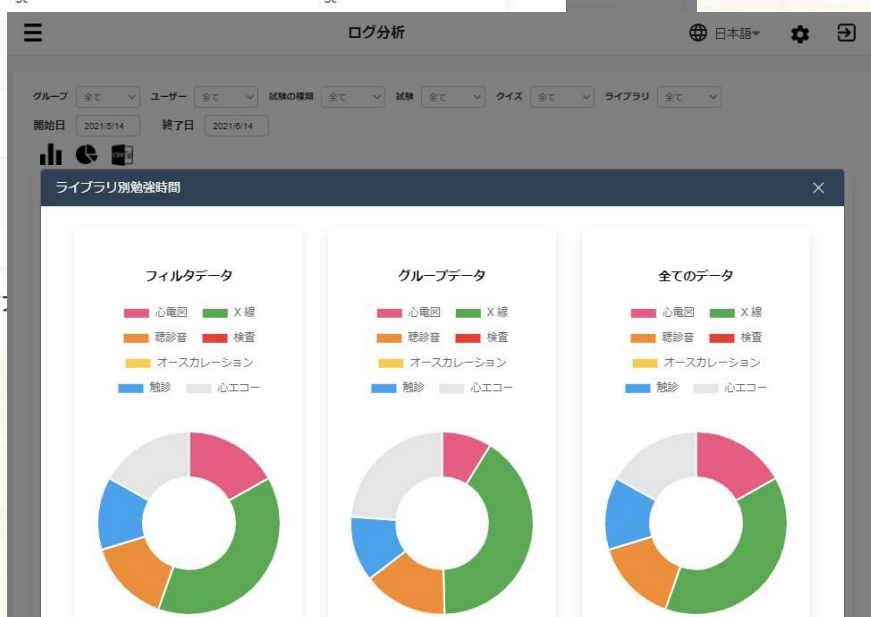 ログ分析
日本語
グループ 全て ユーザー 全て 試験の種類 全て 試験 全て クイズ 全て ライブラリ 全て
開始日 2021/5/14 終了日 2021/6/14
ライブラリ別勉強時間
フィルタデータ グループデータ 全てのデータ
心電図 X 線 心電図 X 線 心電図 X 線
聴診音 検査 聴診音 検査 聴診音 検査
オースカレーション オースカレーション オースカレーション
触診 心エコー 触診 心エコー 触診 心エコー